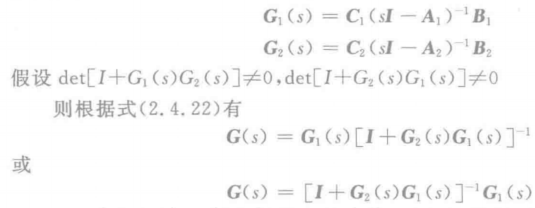 G₁(s) = C₁(sI − A₁)⁻¹B₁
G₂(s) = C₂(sI − A₂)⁻¹B₂
假设 det[I+G₁(s)G₂(s)]≠0,det[I+G₂(s)G₁(s)]≠0
则根据式(2.4.22)有
G(s) = G₁(s)[I + G₂(s)G₁(s)]⁻¹
或
G(s) = [I + G₂(s)G₁(s)]⁻¹G₁(s)